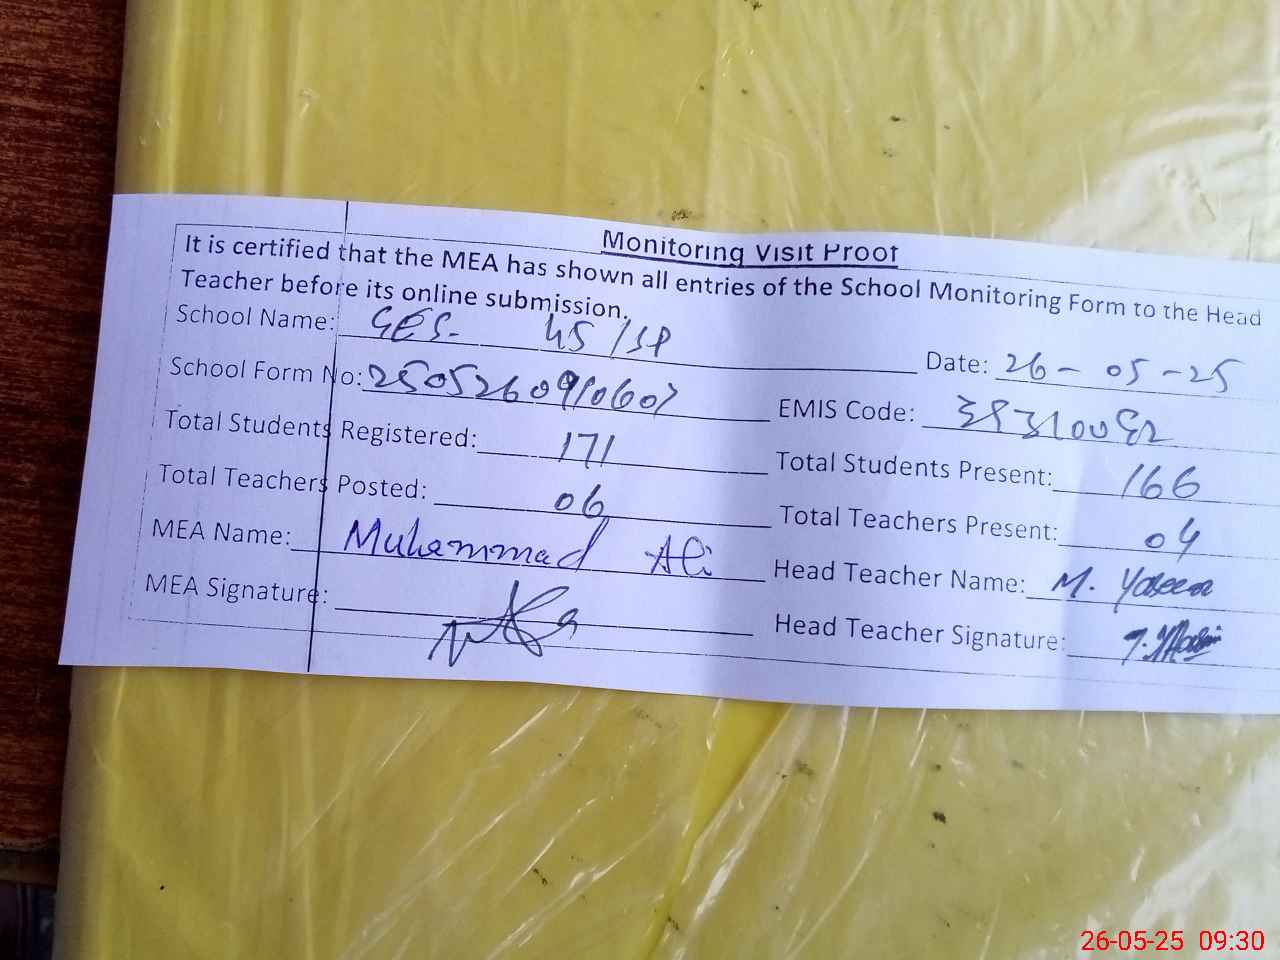 Monitoring Visit Proof
It is certified that the MEA has shown all entries of the School Monitoring Form to the Head
Teacher before its online submission.
School Name: GES- 45/SP Date: 26-05-25
School Form No: EMIS Code:
Total Students Registered: 171 Total Students Present: 166
Total Teachers Posted: 06 Total Teachers Present: 04
MEA Name: Muhammad Ali Head Teacher Name: M. Yaseen
MEA Signature: Head Teacher Signature:
26-05-25 09:30